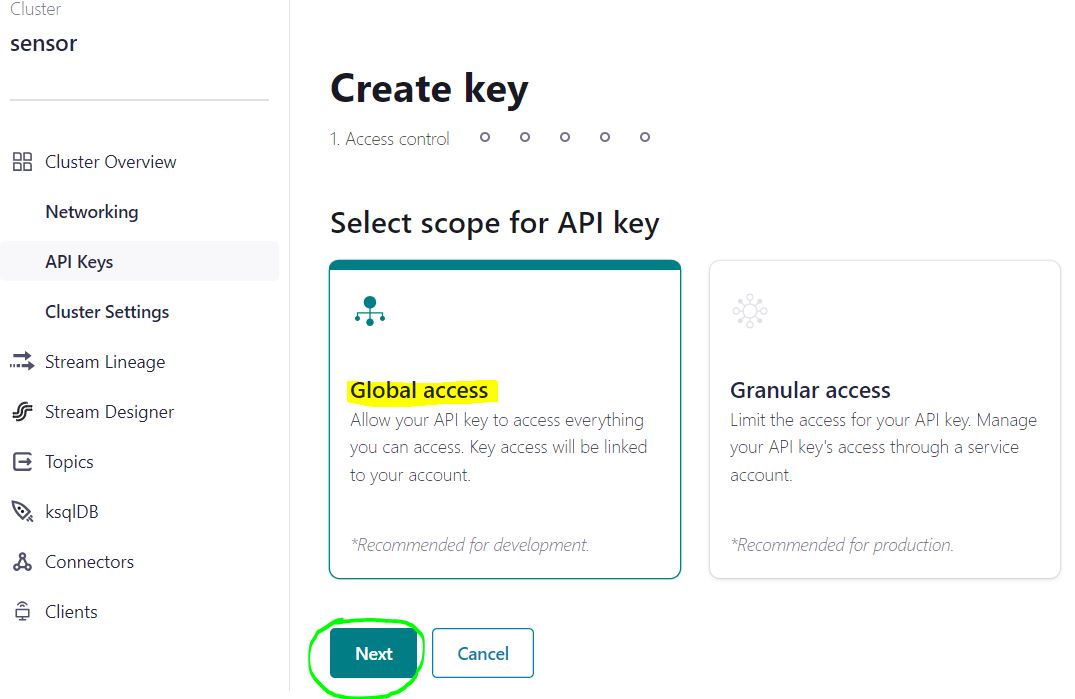 Cluster
sensor
Cluster Overview
Networking
API Keys
Cluster Settings
Stream Lineage
Stream Designer
Topics
ksqlDB
Connectors
Clients
Create key
1. Access control
Select scope for API key
Global access
Allow your API key to access everything
you can access. Key access will be linked
to your account.
*Recommended for development.
Granular access
Limit the access for your API key. Manage
your API key's access through a service
account.
*Recommended for production.
Next
Cancel